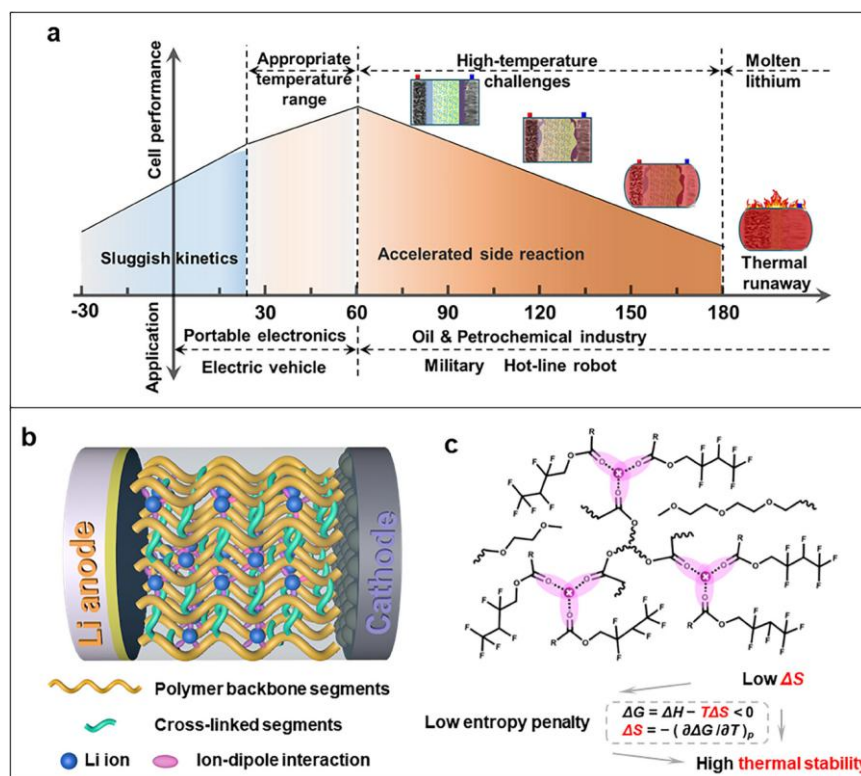 a
Appropriate
temperature
range
High-temperature
challenges
Molten
lithium
Cell performance
Sluggish kinetics
Accelerated side reaction
Thermal
runaway
-30 30 60 90 120 150 180
Application
Portable electronics
Electric vehicle
Oil & Petrochemical industry
Military Hot-line robot
b
Li anode
Cathode
Polymer backbone segments
Cross-linked segments
Li ion
Ion-dipole interaction
c
Low ΔS
Low entropy penalty
ΔG = ΔH − TΔS < 0
ΔS = − ( ∂ΔG /∂T )p
High thermal stability